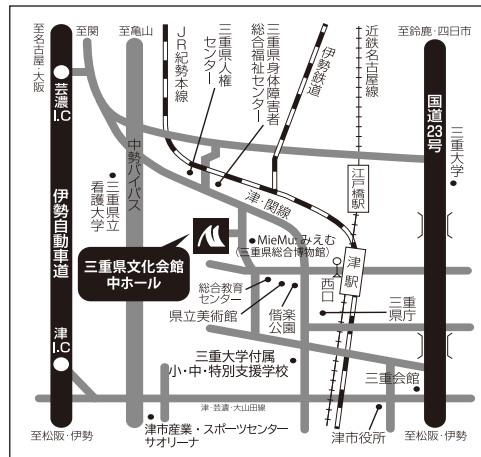 至名古屋・大阪
至関
至亀山
JR紀勢本線
三重県人権
センター
三重県身体障害者
総合福祉センター
伊勢鉄道
近鉄名古屋線
至鈴鹿・四日市
芸濃
I.C
伊勢自動車道
津
I.C
三重県立
看護大学
中勢バイパス
津・関線
江戸橋駅
国道23号
三重大学
三重県文化会館
中ホール
MieMu:みえむ
(三重県総合博物館)
総合教育
センター
県立美術館
偕楽
公園
西口
津駅
三重
県庁
三重大学付属
小・中・特別支援学校
三重会館
津・芸濃・大山田線
至松阪・伊勢
津市産業・スポーツセンター
サオリーナ
津市役所
至松阪・伊勢